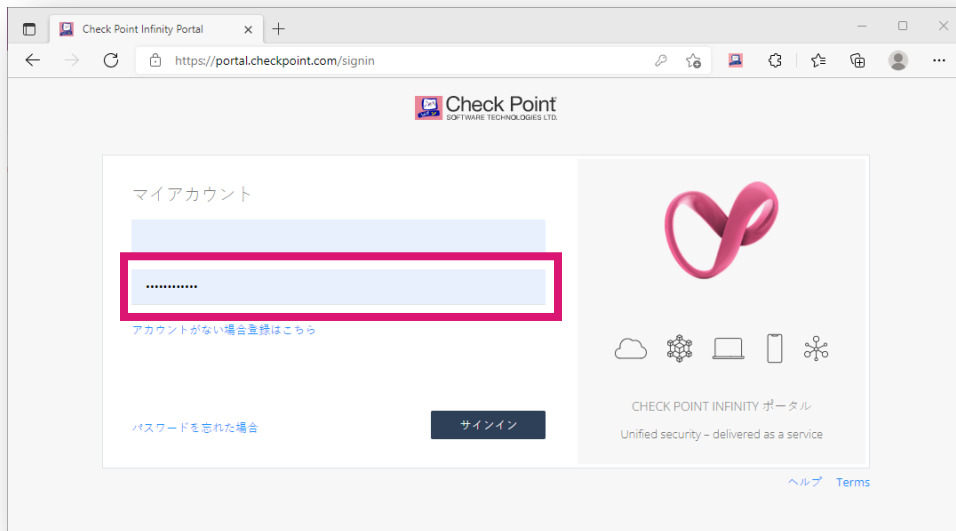 Check Point Infinity Portal
https://portal.checkpoint.com/signin
Check Point
SOFTWARE TECHNOLOGIES LTD.
マイアカウント
••••••••••••
アカウントがない場合登録はこちら
パスワードを忘れた場合
サインイン
CHECK POINT INFINITY ポータル
Unified security – delivered as a service
ヘルプ Terms